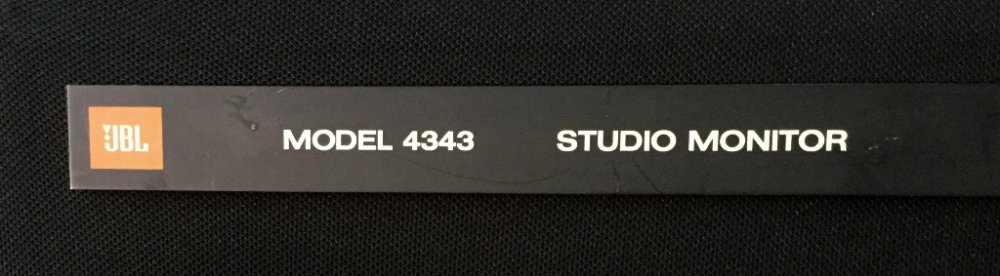 JBL MODEL 4343 STUDIO MONITOR